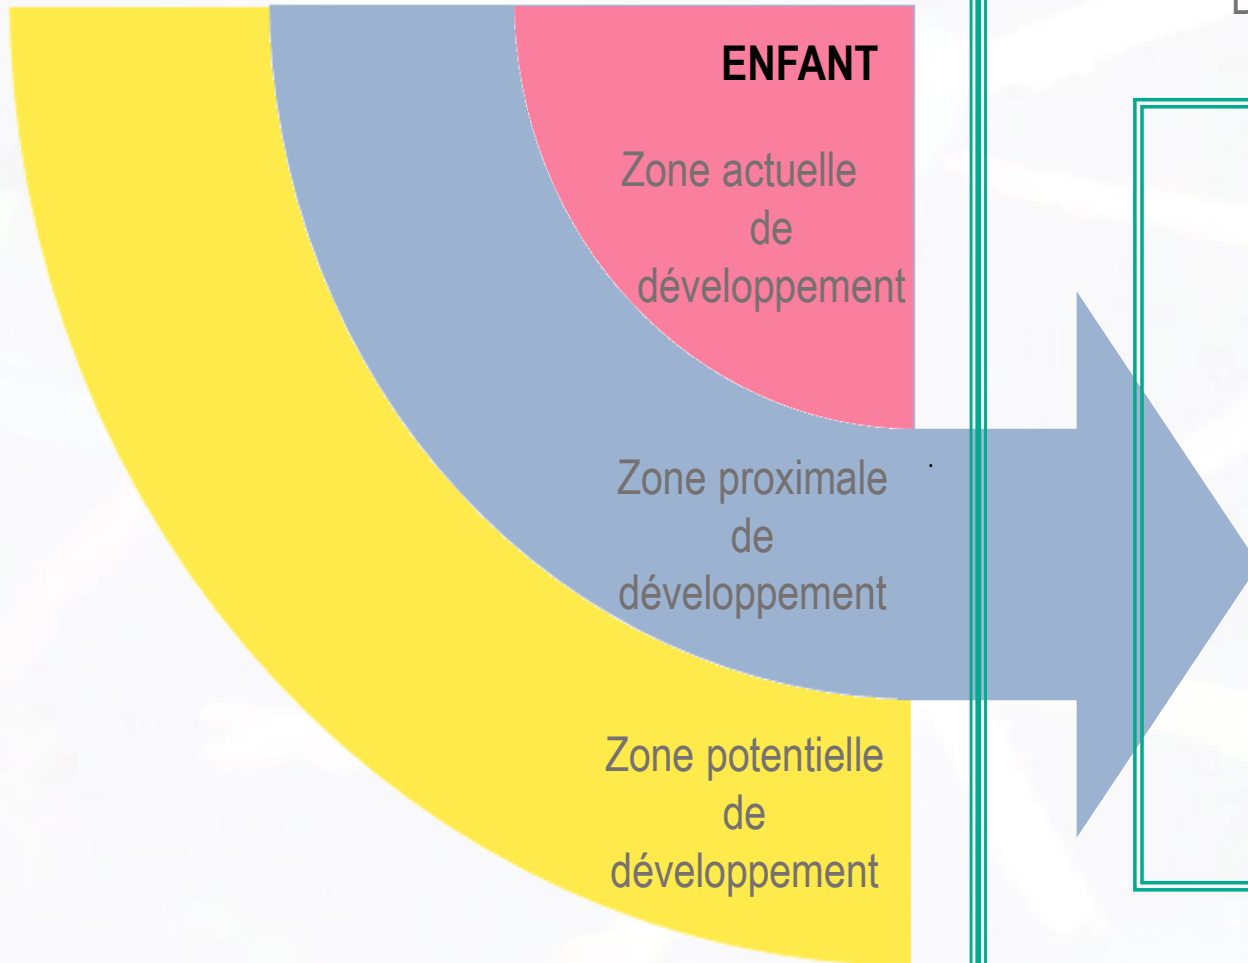 ENFANT
Zone actuelle
de
développement
Zone proximale
de
développement
Zone potentielle
de
développement